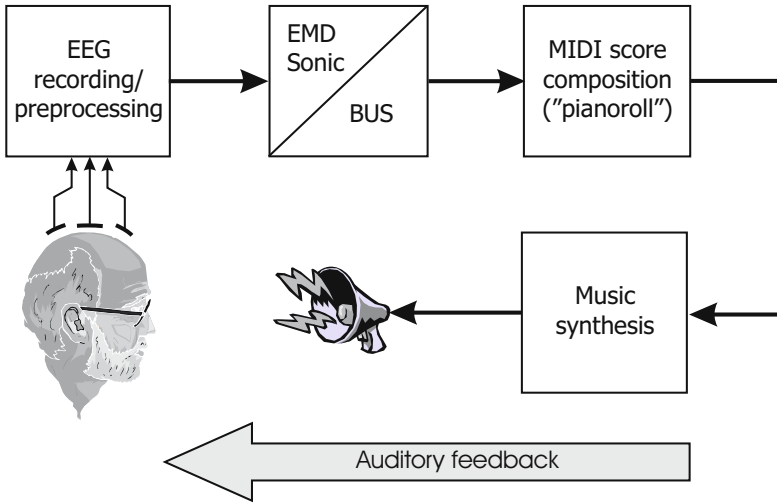 EEG
recording/
preprocessing
EMD
Sonic
BUS
MIDI score
composition
("pianoroll")
Music
synthesis
Auditory feedback